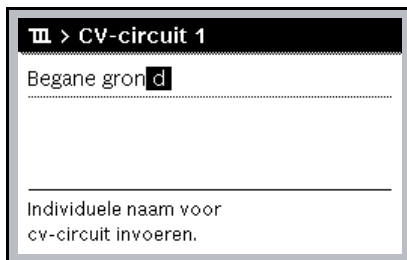 > CV-circuit 1
Begane grond
Individuele naam voor
cv-circuit invoeren.